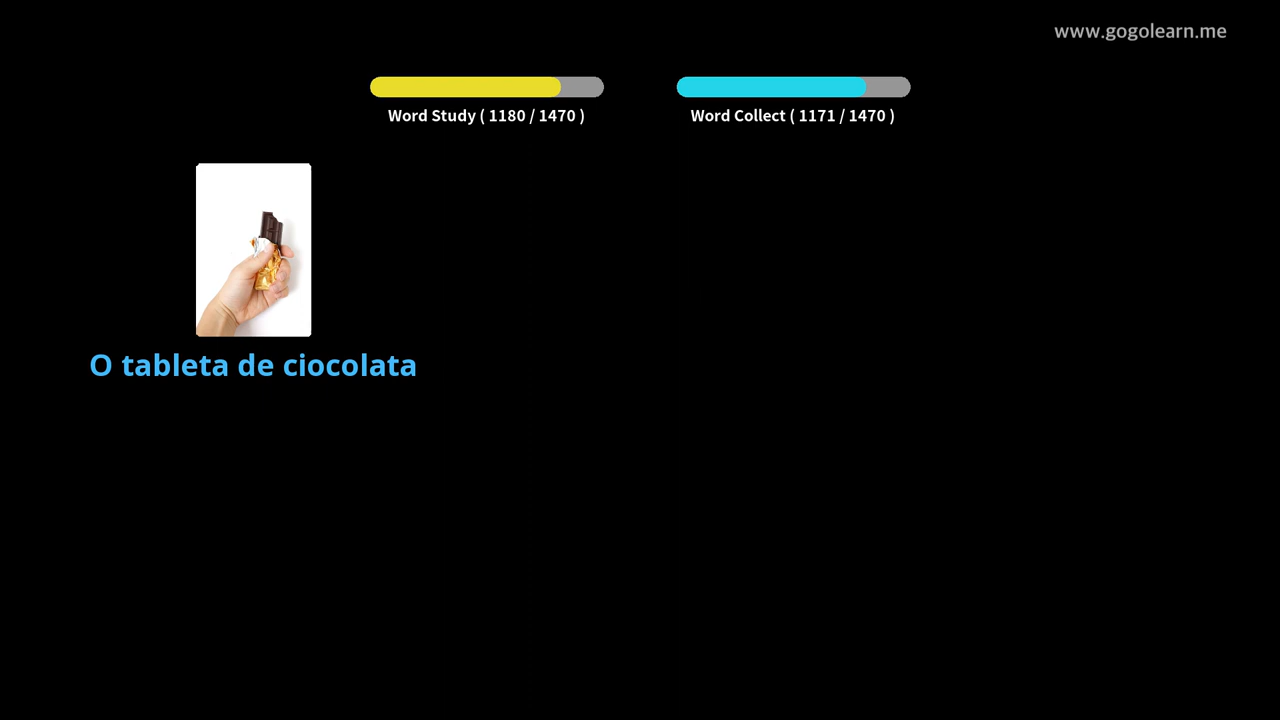 www.gogolearn.me
Word Study ( 1180 / 1470 )
Word Collect ( 1171 / 1470 )
O tableta de ciocolata